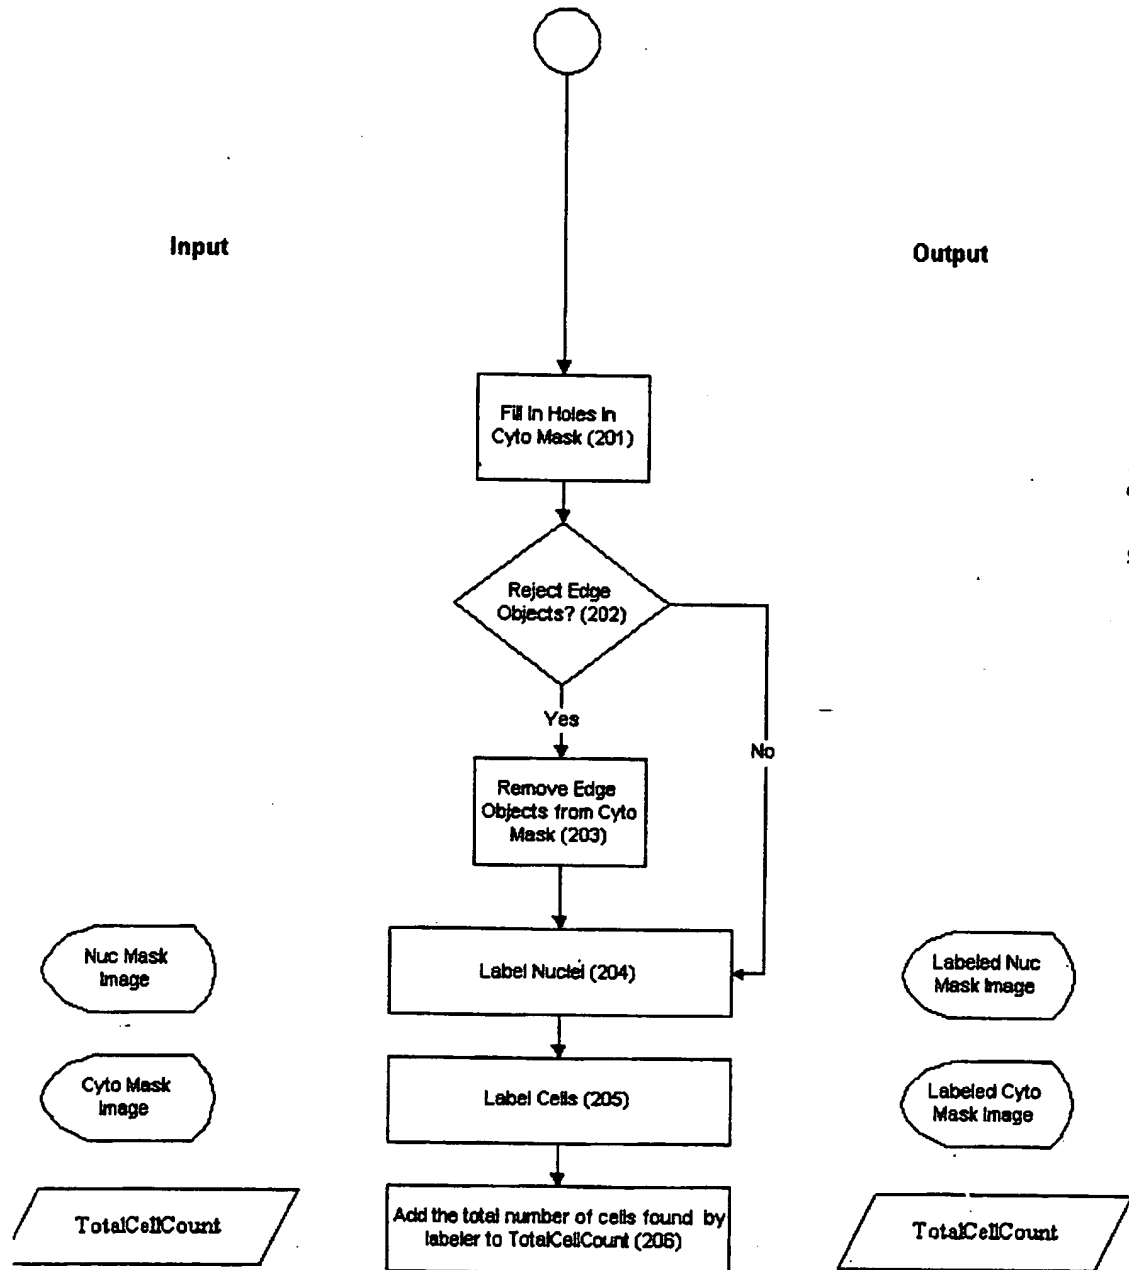 Input
Output
Fill In Holes In
Cyto Mask (201)
Reject Edge
Objects? (202)
Yes
No
Remove Edge
Objects from Cyto
Mask (203)
Nuc Mask
Image
Label Nuclei (204)
Labeled Nuc
Mask Image
Cyto Mask
Image
Label Cells (205)
Labeled Cyto
Mask Image
TotalCellCount
Add the total number of cells found by
labeler to TotalCellCount (206)
TotalCellCount